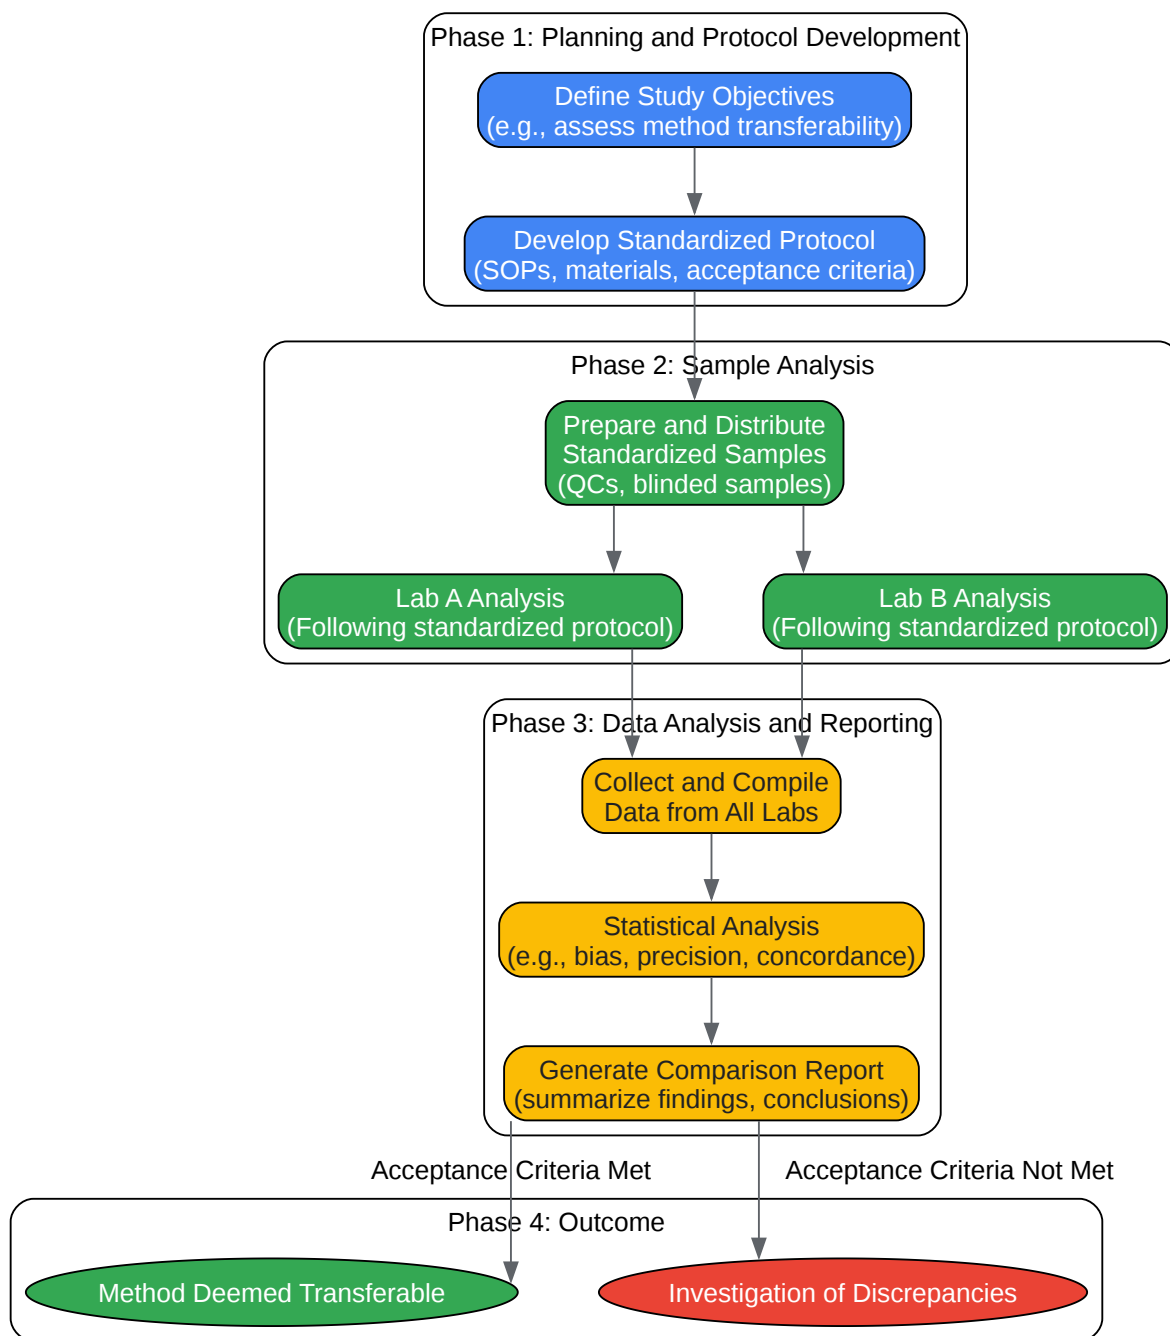 Phase 1: Planning and Protocol Development
Define Study Objectives
(e.g., assess method transferability)
Develop Standardized Protocol
(SOPs, materials, acceptance criteria)
Phase 2: Sample Analysis
Prepare and Distribute
Standardized Samples
(QCs, blinded samples)
Lab A Analysis
(Following standardized protocol)
Lab B Analysis
(Following standardized protocol)
Phase 3: Data Analysis and Reporting
Collect and Compile
Data from All Labs
Statistical Analysis
(e.g., bias, precision, concordance)
Generate Comparison Report
(summarize findings, conclusions)
Acceptance Criteria Met
Acceptance Criteria Not Met
Phase 4: Outcome
Method Deemed Transferable
Investigation of Discrepancies